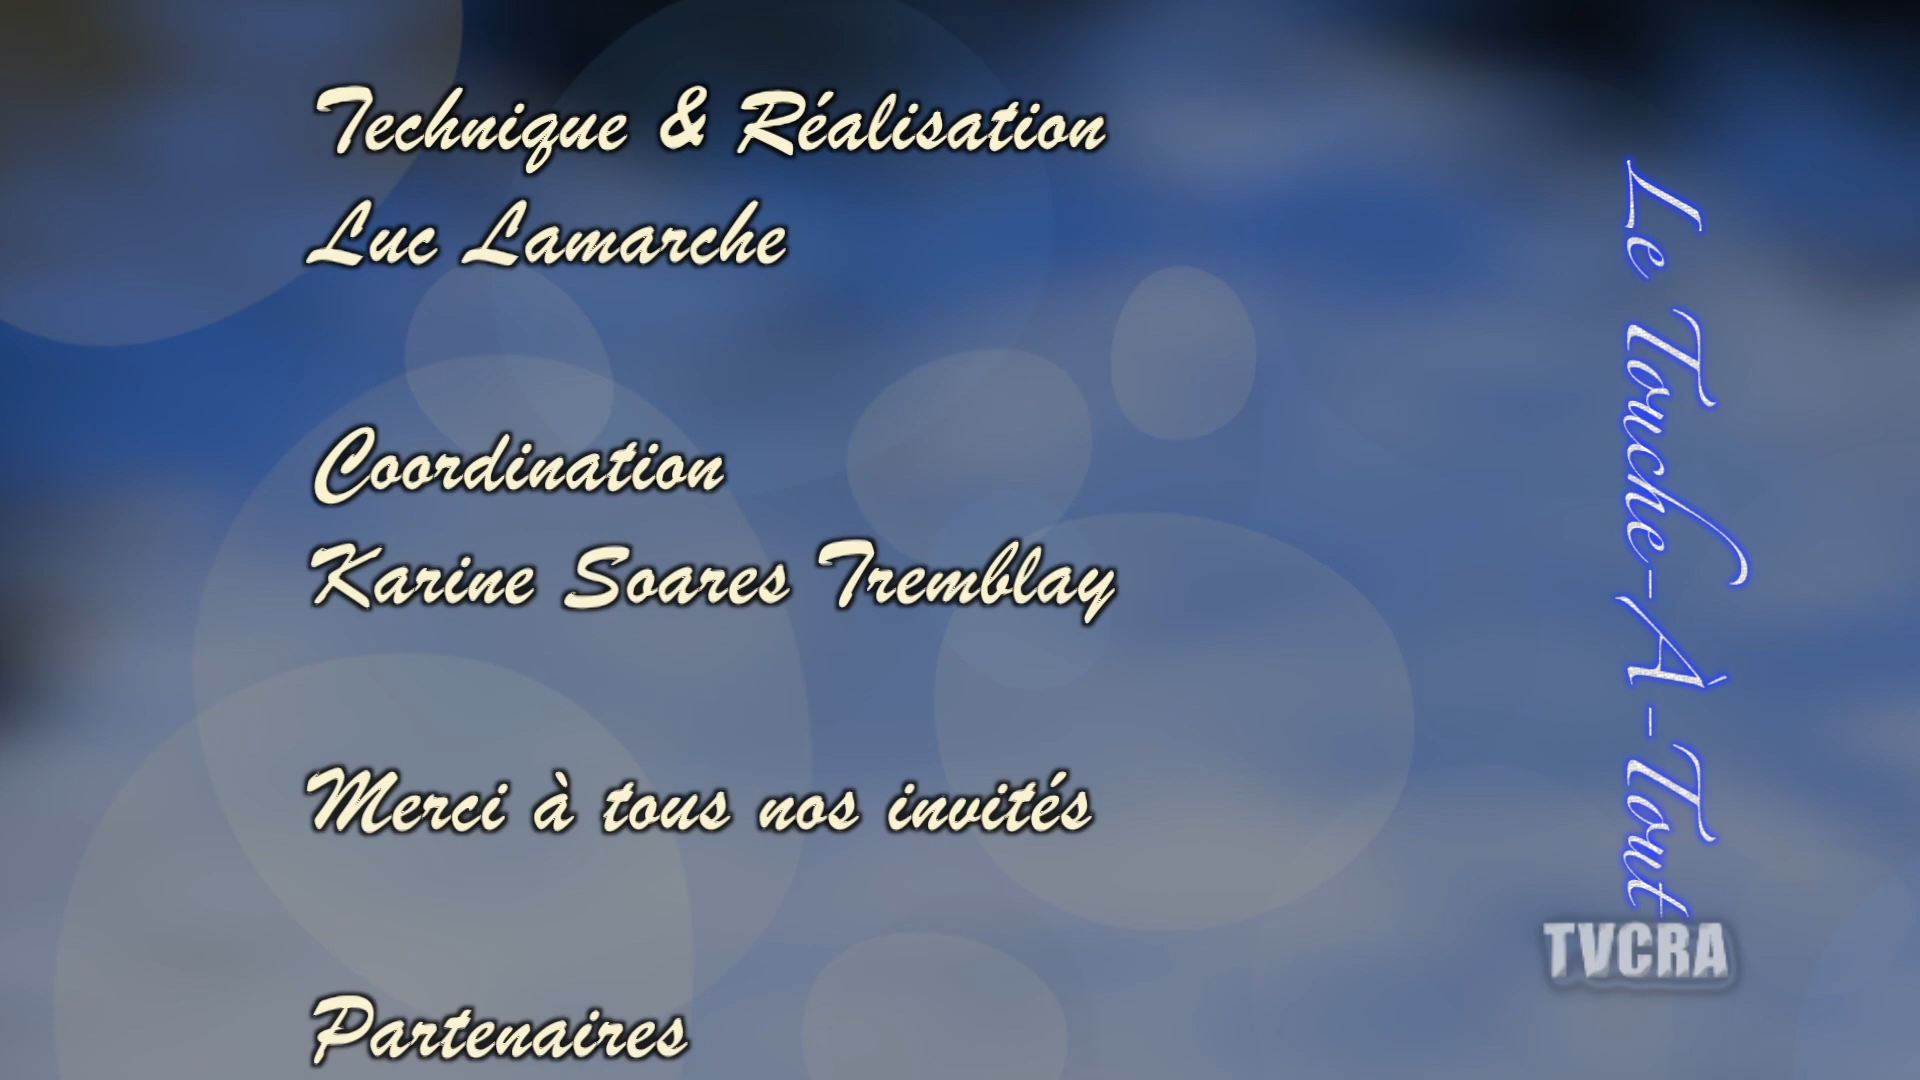 Technique & Réalisation
Luc Lamarche
Coordination
Karine Soares Tremblay
Merci à tous nos invités
Partenaires
Le Touche-À-Tout
TVCRA